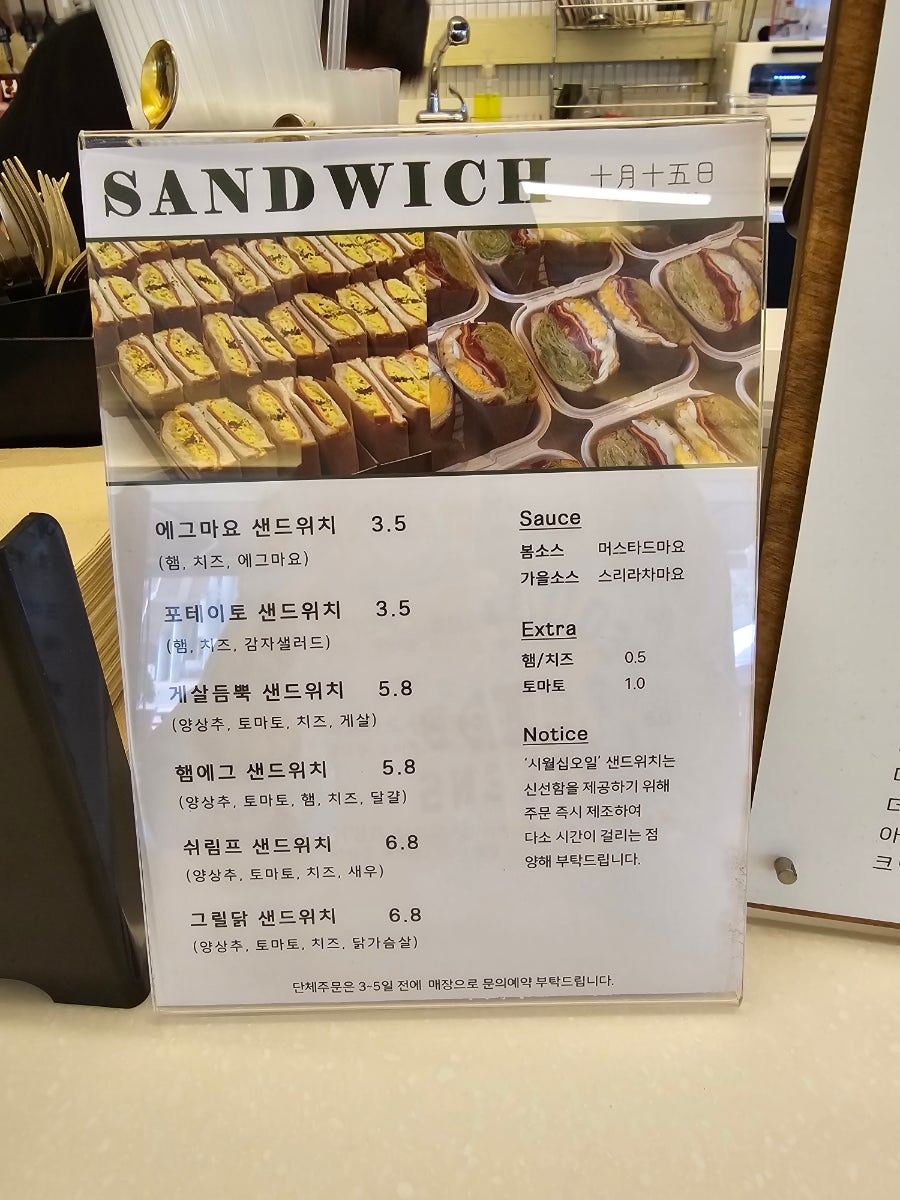 SANDWICH 十月十五日
에그마요 샌드위치 3.5
(햄, 치즈, 에그마요)
포테이토 샌드위치 3.5
(햄, 치즈, 감자샐러드)
게살듬뿍 샌드위치 5.8
(양상추, 토마토, 치즈, 게살)
햄에그 샌드위치 5.8
(양상추, 토마토, 햄, 치즈, 달걀)
쉬림프 샌드위치 6.8
(양상추, 토마토, 치즈, 새우)
그릴닭 샌드위치 6.8
(양상추, 토마토, 치즈, 닭가슴살)
Sauce
봄소스 머스타드마요
가을소스 스리라차마요
Extra
햄/치즈 0.5
토마토 1.0
Notice
‘시월십오일’ 샌드위치는
신선함을 제공하기 위해
주문 즉시 제조하여
다소 시간이 걸리는 점
양해 부탁드립니다.
단체주문은 3-5일 전에 매장으로 문의예약 부탁드립니다.